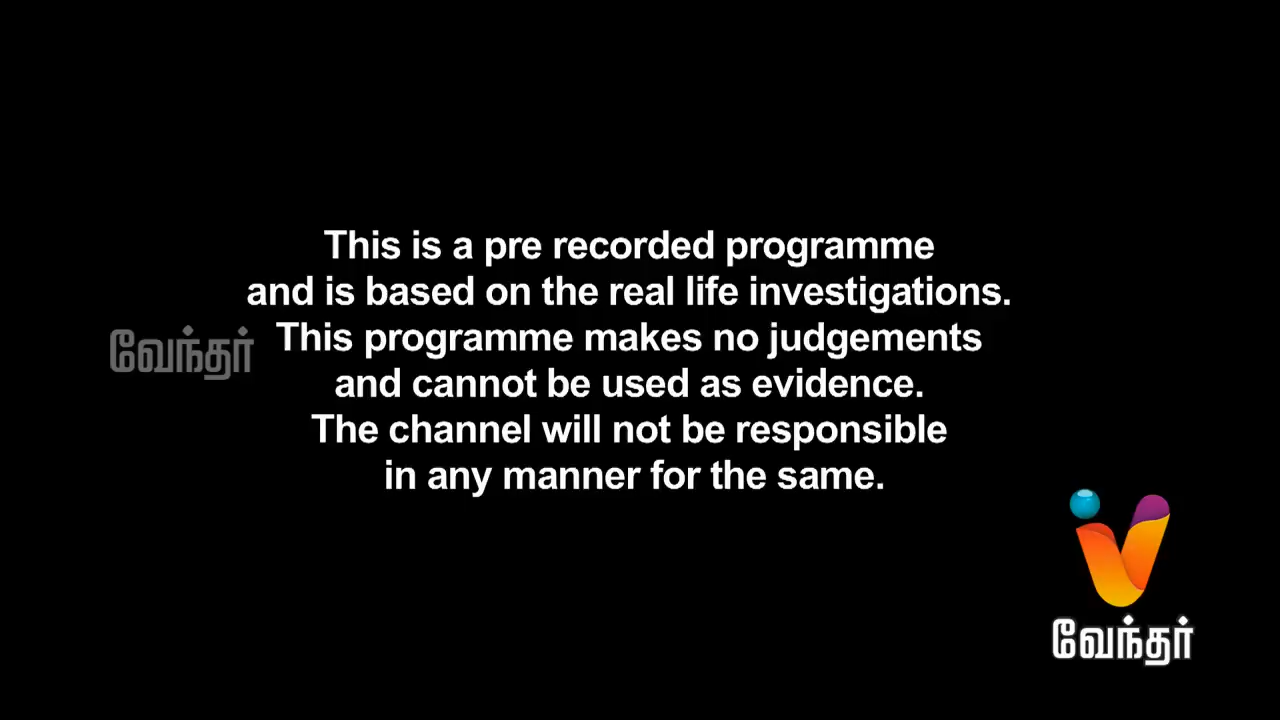 This is a pre recorded programme
and is based on the real life investigations.
வேந்தர்
This programme makes no judgements
and cannot be used as evidence.
The channel will not be responsible
in any manner for the same.
வேந்தர்